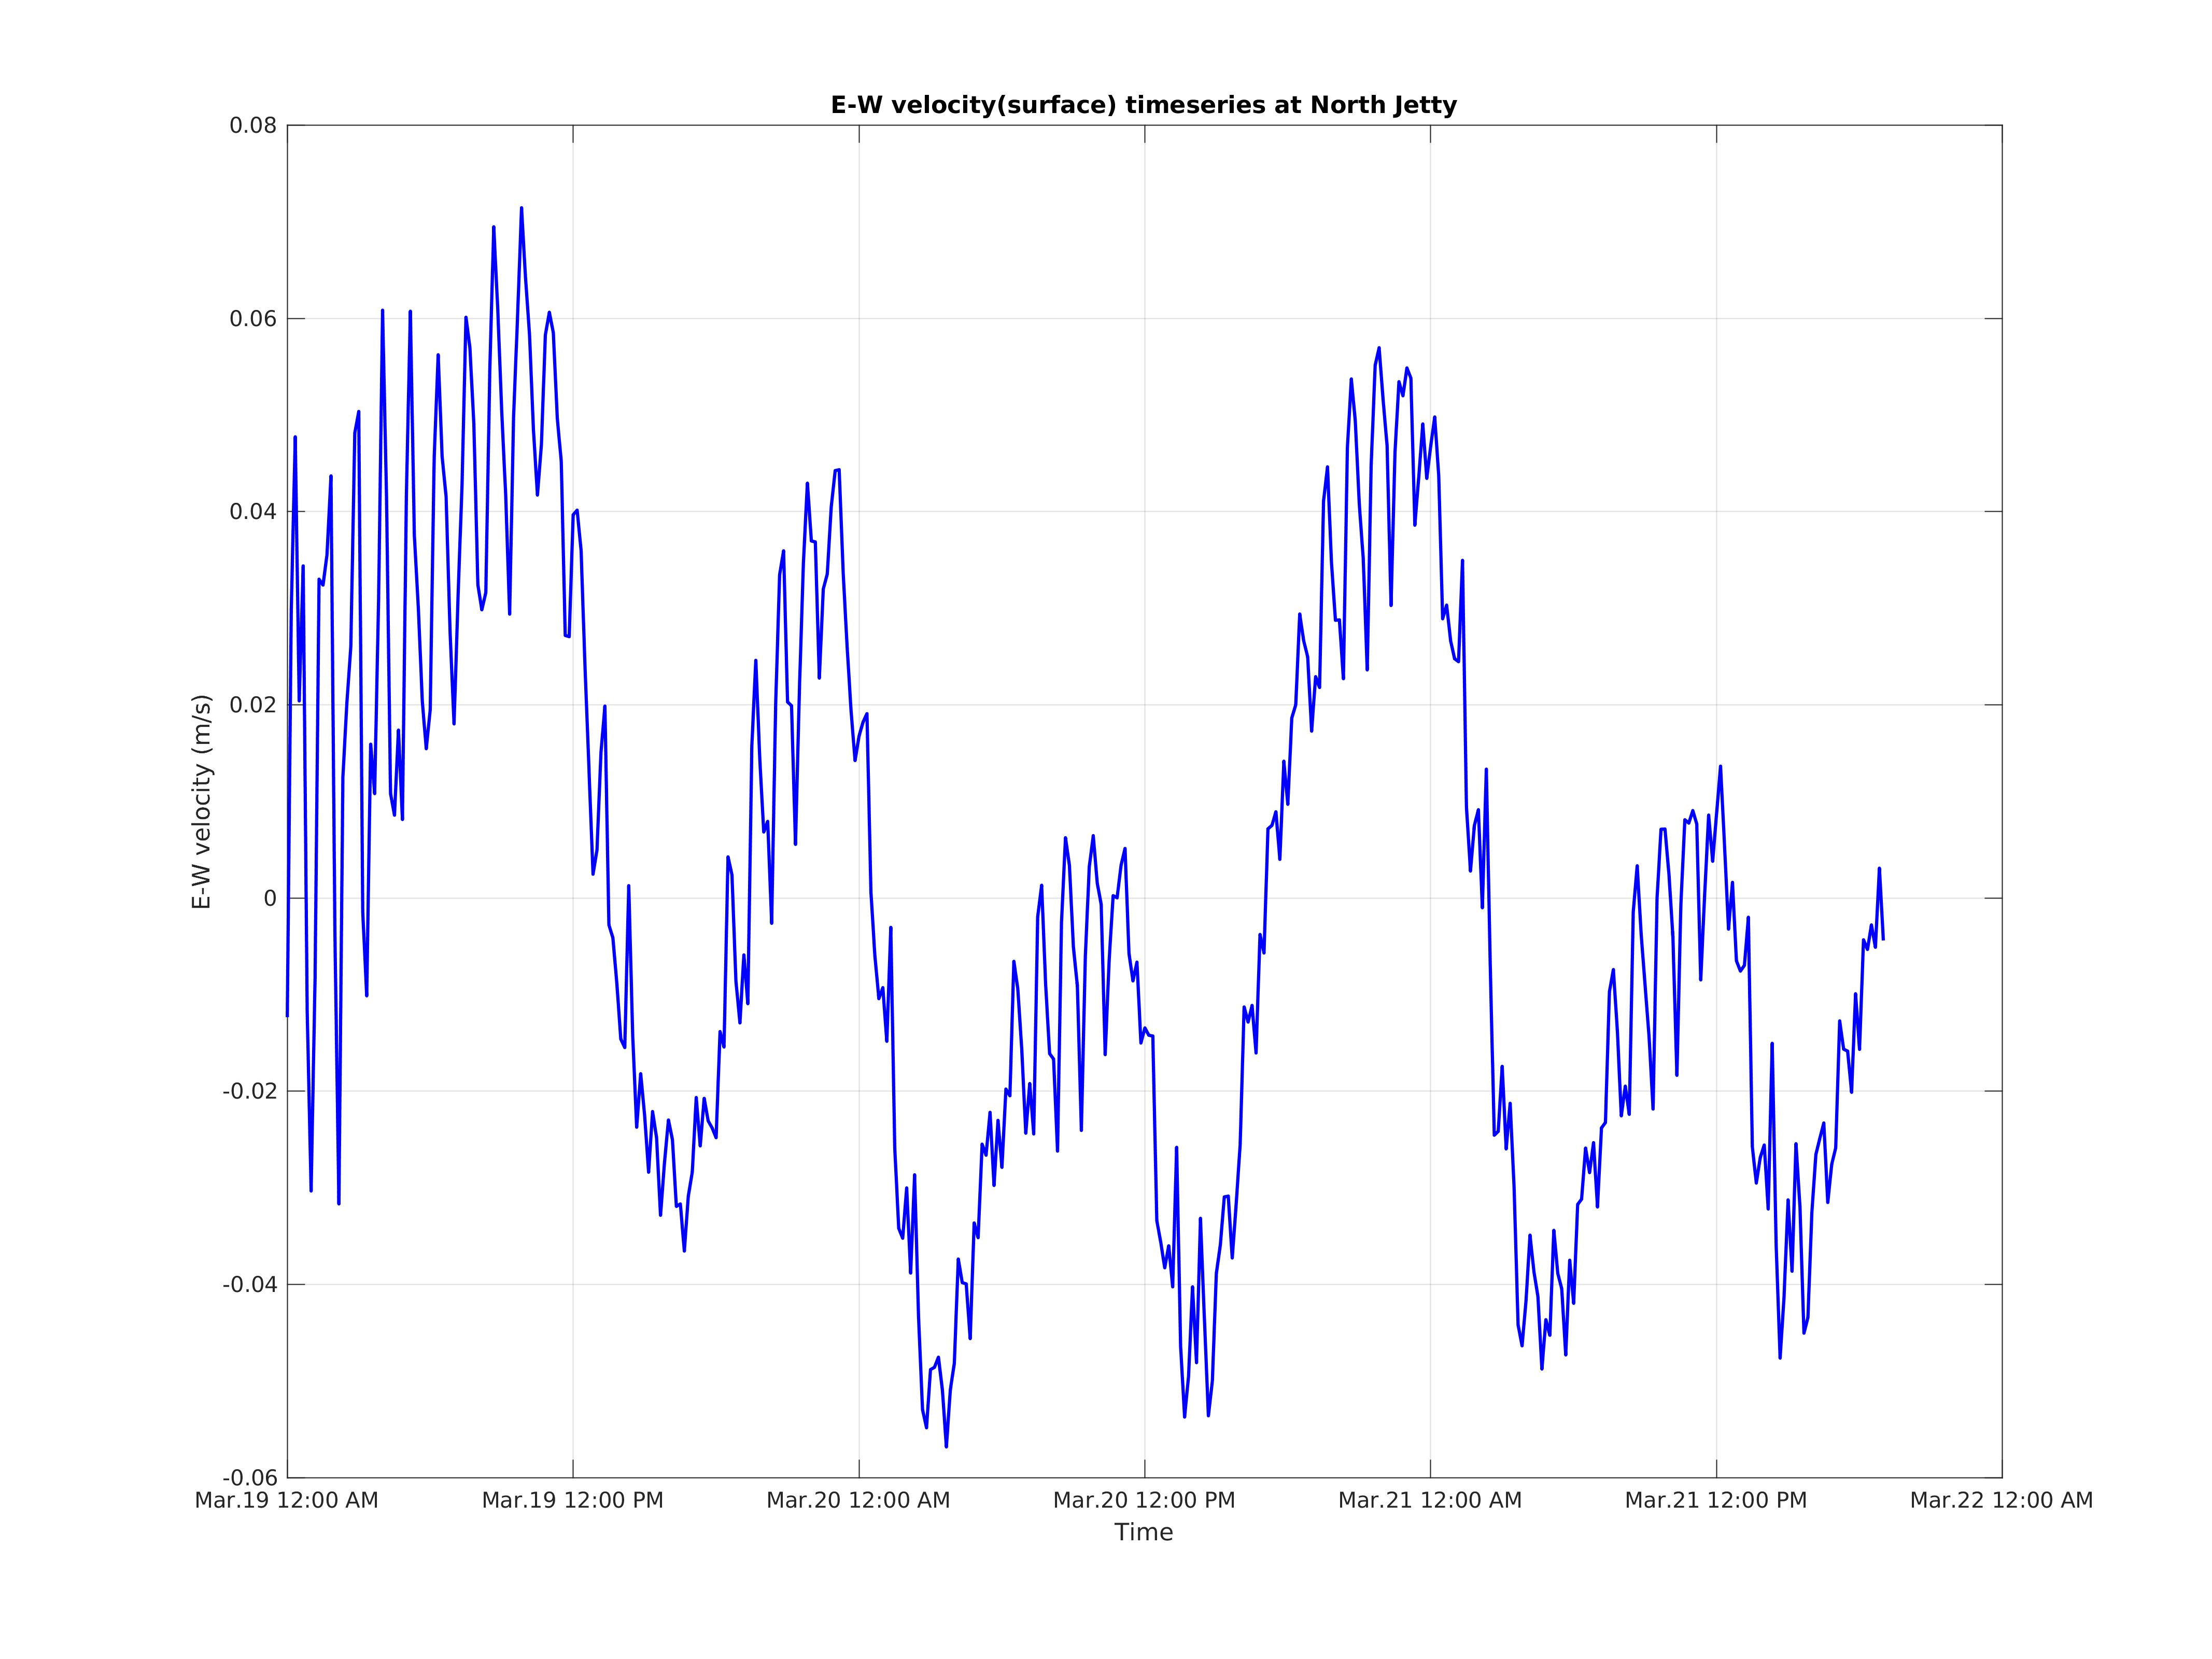 E-W velocity(surface) timeseries at North Jetty
0.08
0.06
0.04
0.02
0
-0.02
-0.04
-0.06
E-W velocity (m/s)
Mar.19 12:00 AM Mar.19 12:00 PM Mar.20 12:00 AM Mar.20 12:00 PM Mar.21 12:00 AM Mar.21 12:00 PM Mar.22 12:00 AM
Time